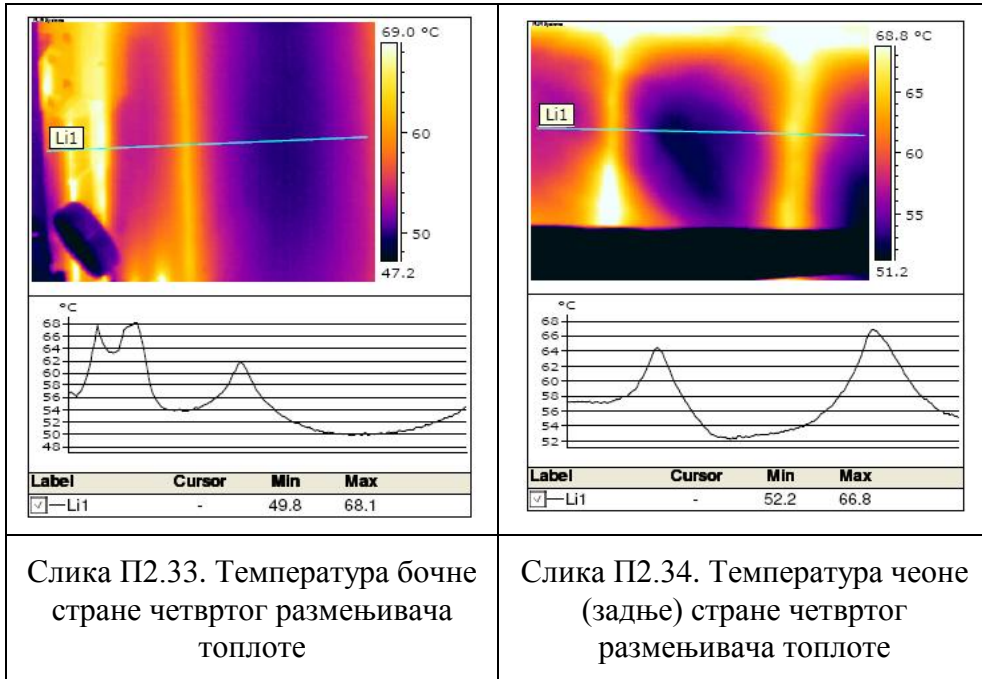 69.0 °C
Li1
60
50
47.2
°C
68
66
64
62
60
58
56
54
52
50
48
Label Cursor Min Max
Li1 - 49.8 68.1
Слика П2.33. Температура бочне
стране четвртог размењивача
топлоте
68.8 °C
Li1
65
60
55
51.2
°C
68
66
64
62
60
58
56
54
52
Label Cursor Min Max
Li1 - 52.2 66.8
Слика П2.34. Температура чеоне
(задње) стране четвртог
размењивача топлоте